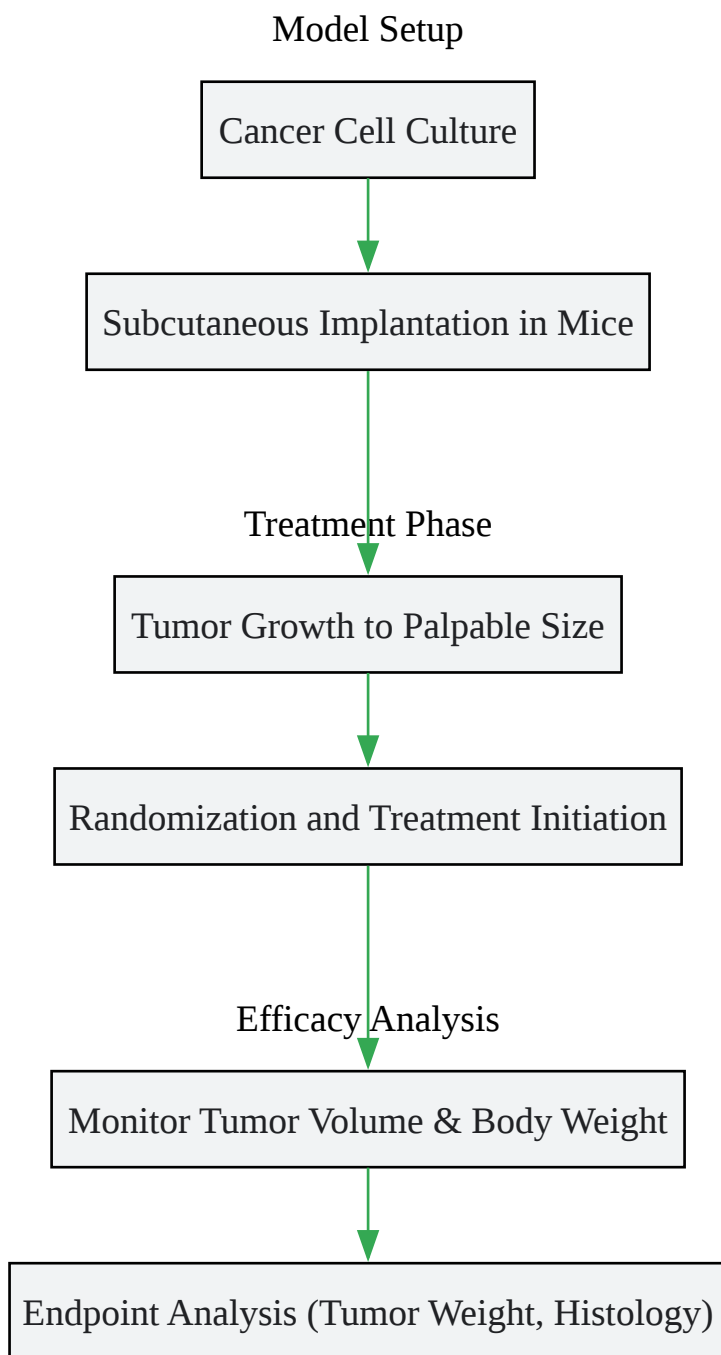 Model Setup
Cancer Cell Culture
Subcutaneous Implantation in Mice
Treatment Phase
Tumor Growth to Palpable Size
Randomization and Treatment Initiation
Efficacy Analysis
Monitor Tumor Volume & Body Weight
Endpoint Analysis (Tumor Weight, Histology)